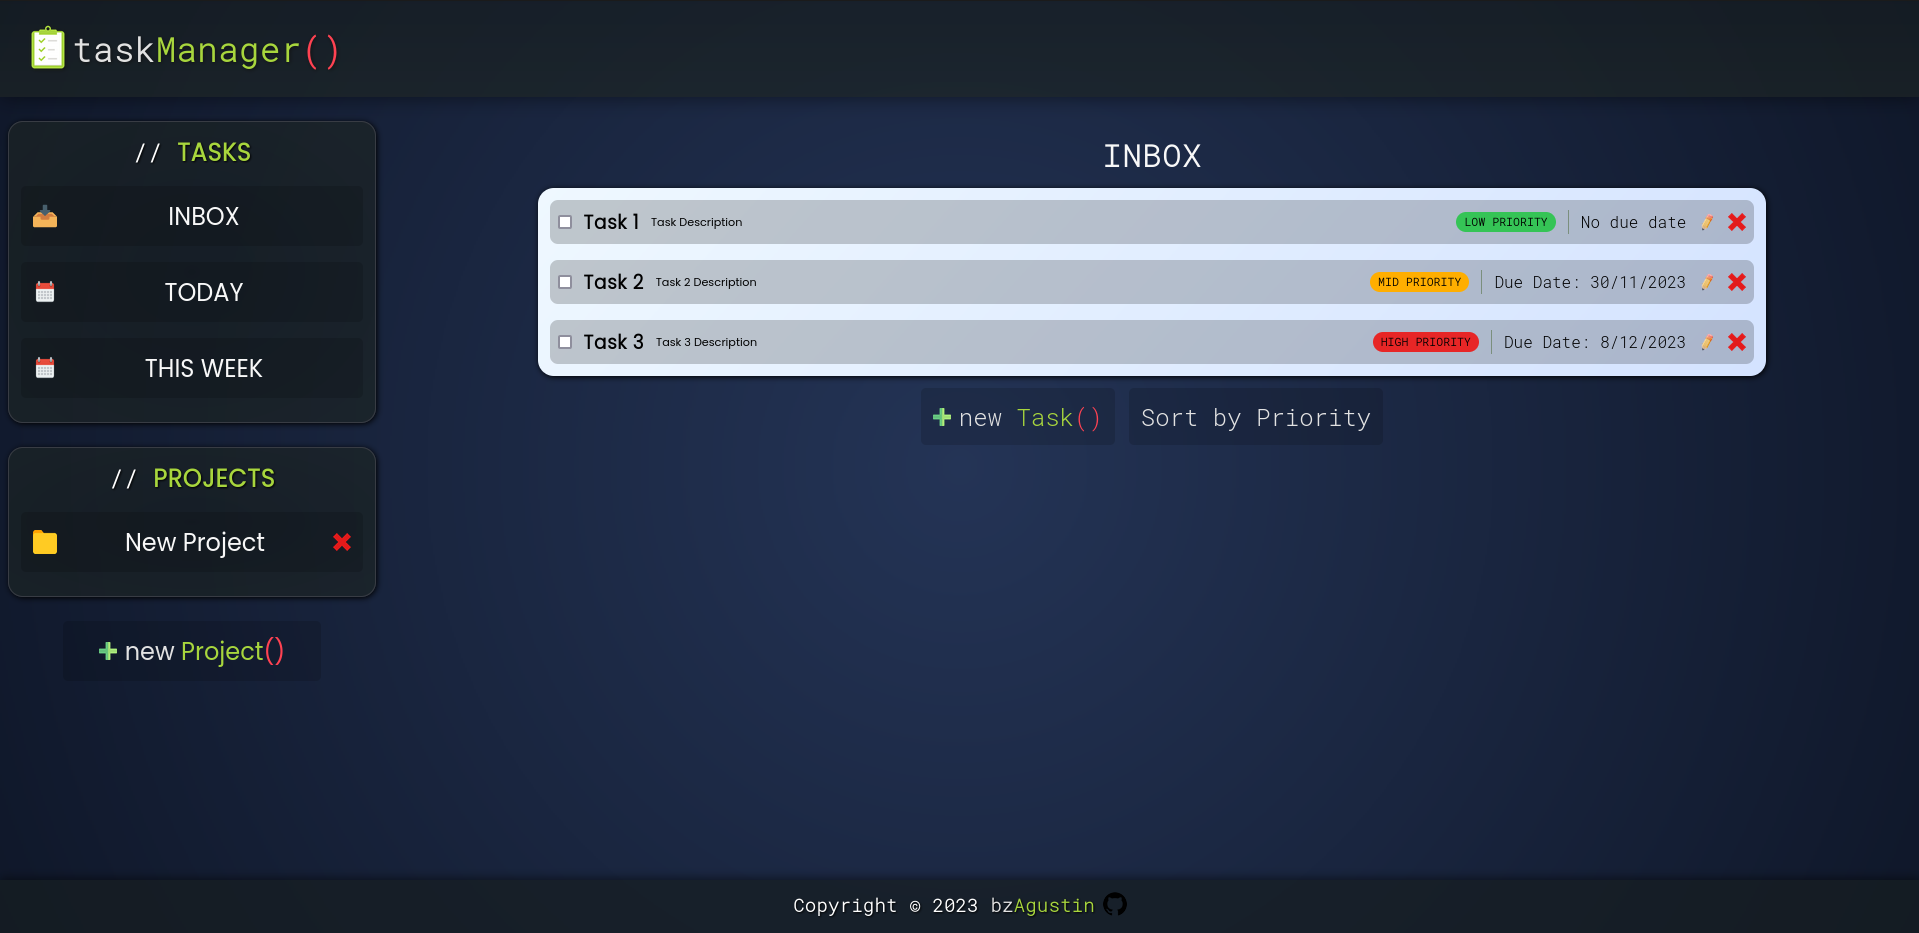 taskManager()
// TASKS
INBOX
TODAY
THIS WEEK
// PROJECTS
New Project
new Project()
INBOX
Task 1 Task Description LOW PRIORITY No due date
Task 2 Task 2 Description MID PRIORITY Due Date: 30/11/2023
Task 3 Task 3 Description HIGH PRIORITY Due Date: 8/12/2023
new Task() Sort by Priority
Copyright © 2023 bzAgustin